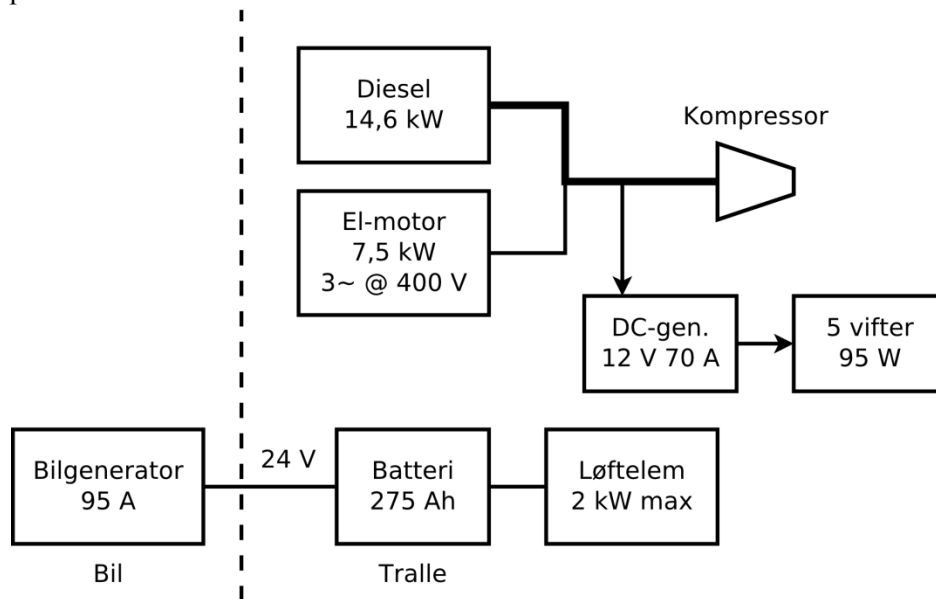 Diesel
14,6 kW
Kompressor
El-motor
7,5 kW
3~ @ 400 V
DC-gen.
12 V 70 A
5 vifter
95 W
Bilgenerator
95 A
24 V
Batteri
275 Ah
Løftelem
2 kW max
Bil
Tralle